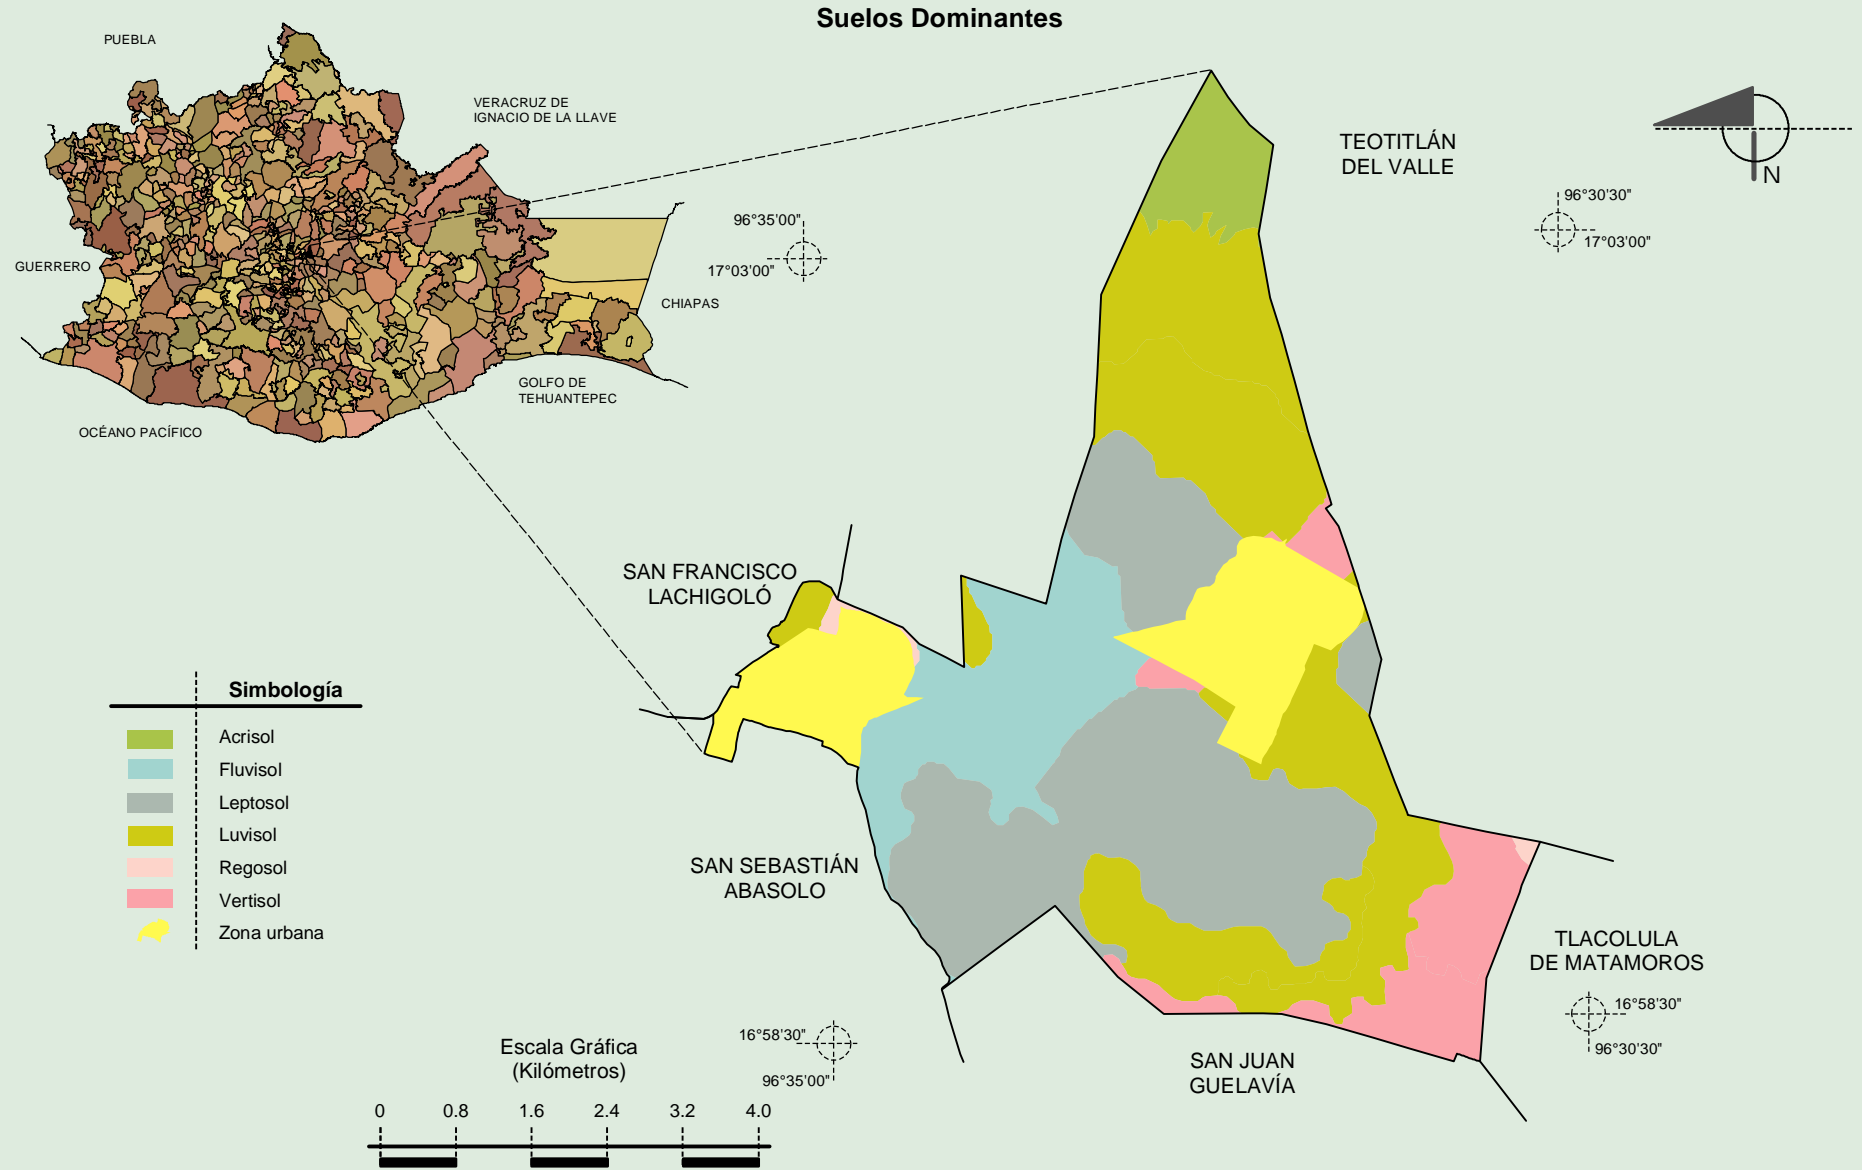 Suelos Dominantes
PUEBLA
VERACRUZ DE
IGNACIO DE LA LLAVE
GUERRERO
CHIAPAS
GOLFO DE
TEHUANTEPEC
OCÉANO PACÍFICO
TEOTITLÁN
DEL VALLE
N
96°35'00"
17°03'00"
96°30'30"
17°03'00"
SAN FRANCISCO
LACHIGOLÓ
Simbología
Acrisol
Fluvisol
Leptosol
Luvisol
Regosol
Vertisol
Zona urbana
SAN SEBASTIÁN
ABASOLO
TLACOLULA
DE MATAMOROS
16°58'30"
96°30'30"
16°58'30"
96°35'00"
SAN JUAN
GUELAVÍA
Escala Gráfica
(Kilómetros)
0 0.8 1.6 2.4 3.2 4.0